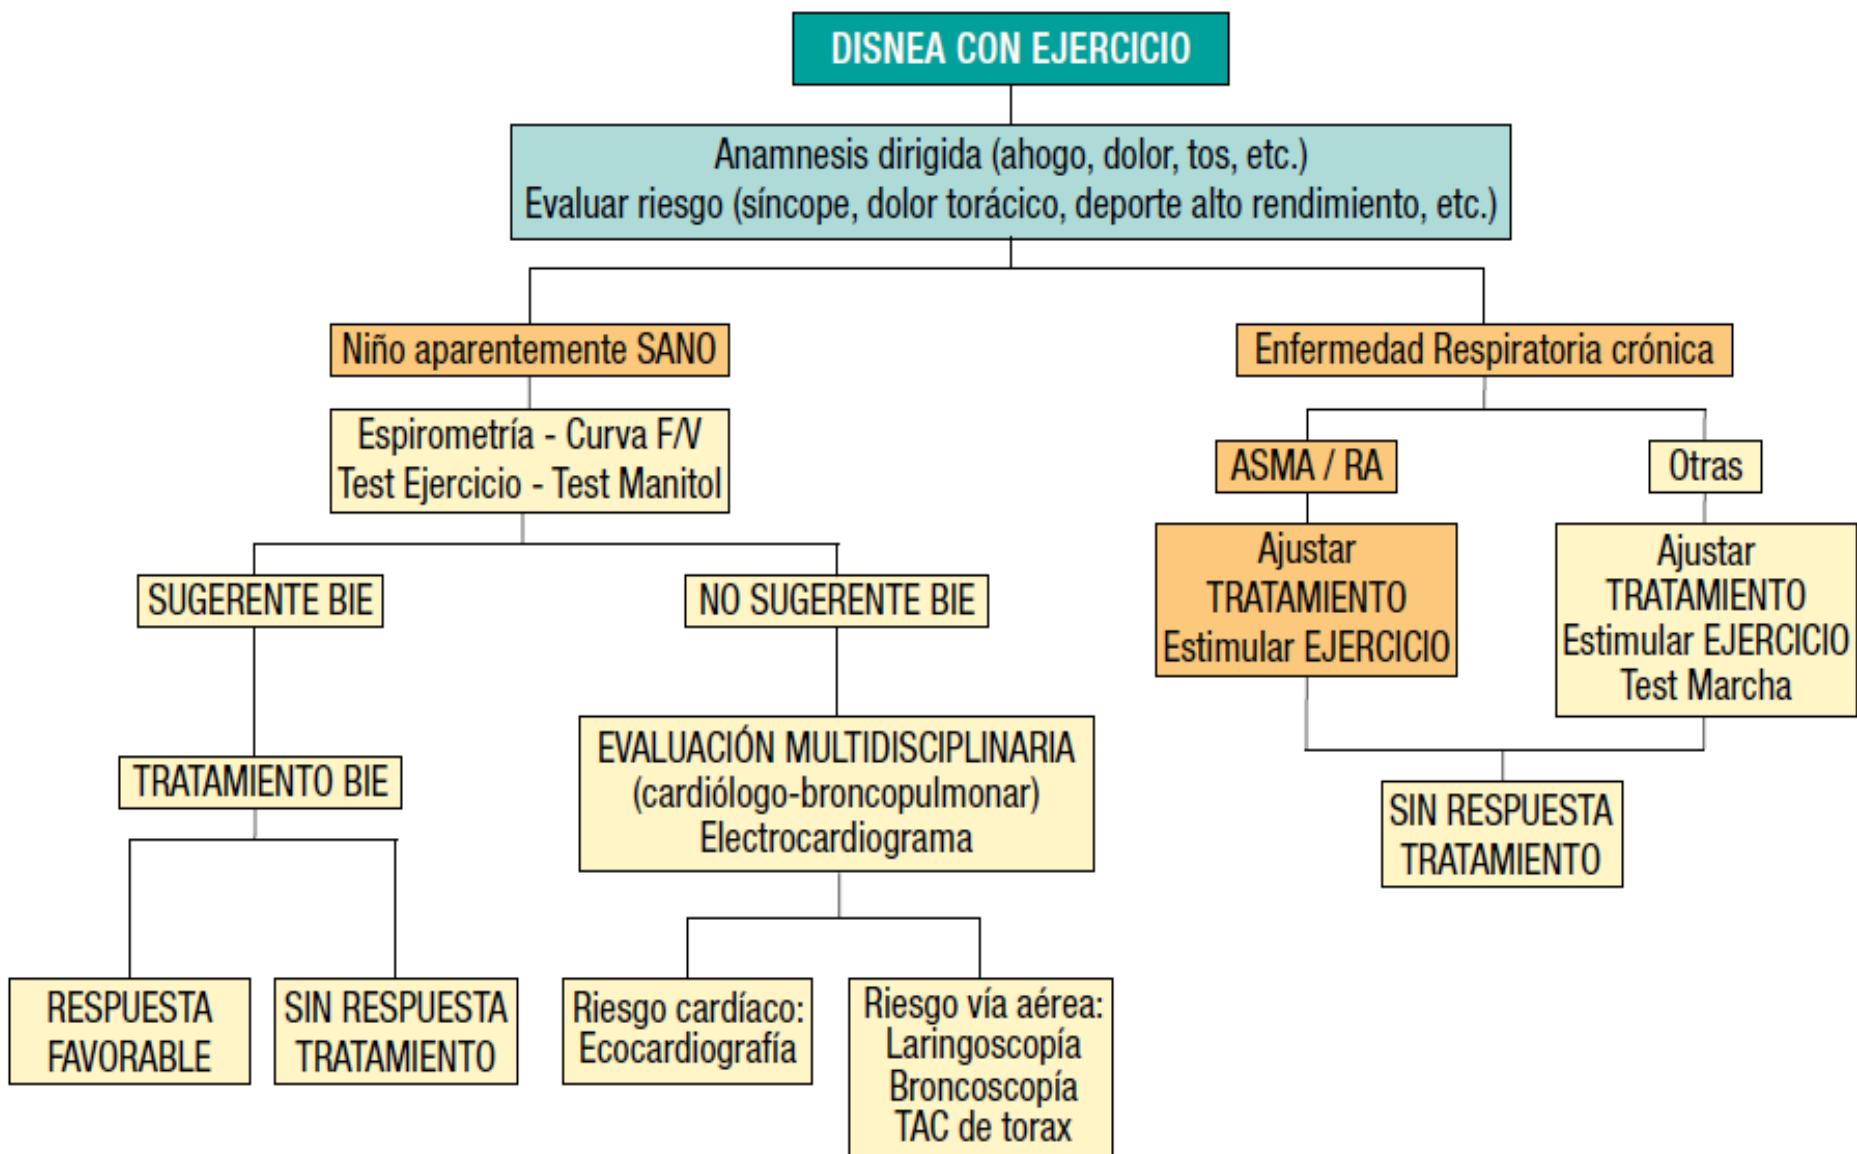 DISNEA CON EJERCICIO
Anamnesis dirigida (ahogo, dolor, tos, etc.)
Evaluar riesgo (síncope, dolor torácico, deporte alto rendimiento, etc.)
Niño aparentemente SANO
Enfermedad Respiratoria crónica
Espirometría - Curva F/V
Test Ejercicio - Test Manitol
ASMA / RA
Otras
Ajustar
TRATAMIENTO
Estimular EJERCICIO
Ajustar
TRATAMIENTO
Estimular EJERCICIO
Test Marcha
SUGERENTE BIE
NO SUGERENTE BIE
TRATAMIENTO BIE
EVALUACIÓN MULTIDISCIPLINARIA
(cardiólogo-broncopulmonar)
Electrocardiograma
SIN RESPUESTA
TRATAMIENTO
RESPUESTA
FAVORABLE
SIN RESPUESTA
TRATAMIENTO
Riesgo cardíaco:
Ecocardiografía
Riesgo vía aérea:
Laringoscopía
Broncoscopía
TAC de torax